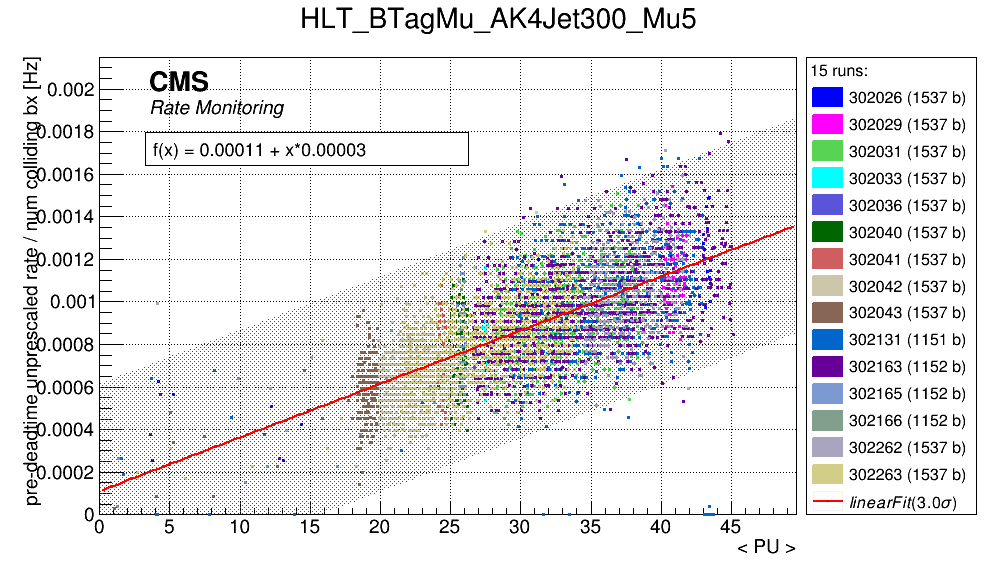 HLT_BTagMu_AK4Jet300_Mu5
pre-deadtime unprescaled rate / num colliding bx [Hz]
CMS
Rate Monitoring
f(x) = 0.00011 + x*0.00003
0.002
0.0018
0.0016
0.0014
0.0012
0.001
0.0008
0.0006
0.0004
0.0002
0
0 5 10 15 20 25 30 35 40 45
< PU >
15 runs:
302026 (1537 b)
302029 (1537 b)
302031 (1537 b)
302033 (1537 b)
302036 (1537 b)
302040 (1537 b)
302041 (1537 b)
302042 (1537 b)
302043 (1537 b)
302131 (1151 b)
302163 (1152 b)
302165 (1152 b)
302166 (1152 b)
302262 (1537 b)
302263 (1537 b)
linearFit(3.0σ)